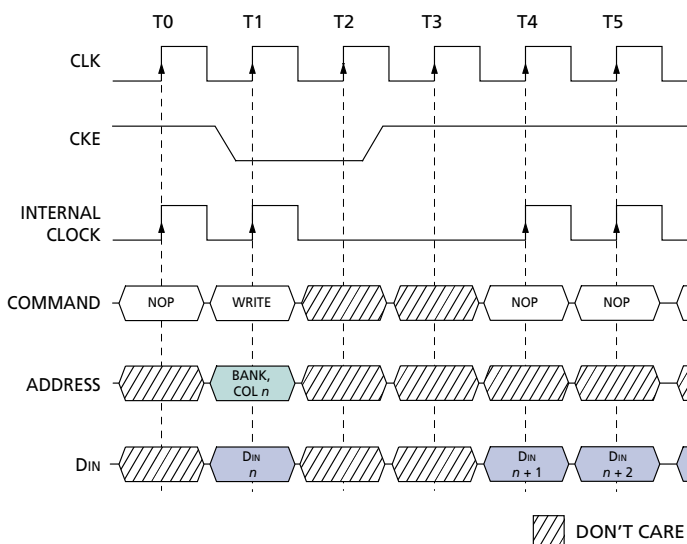 T0 T1 T2 T3 T4 T5
CLK
CKE
INTERNAL
CLOCK
COMMAND NOP WRITE NOP NOP
ADDRESS BANK,
COL n
DIN DIN
n DIN
n + 1 DIN
n + 2
DON'T CARE